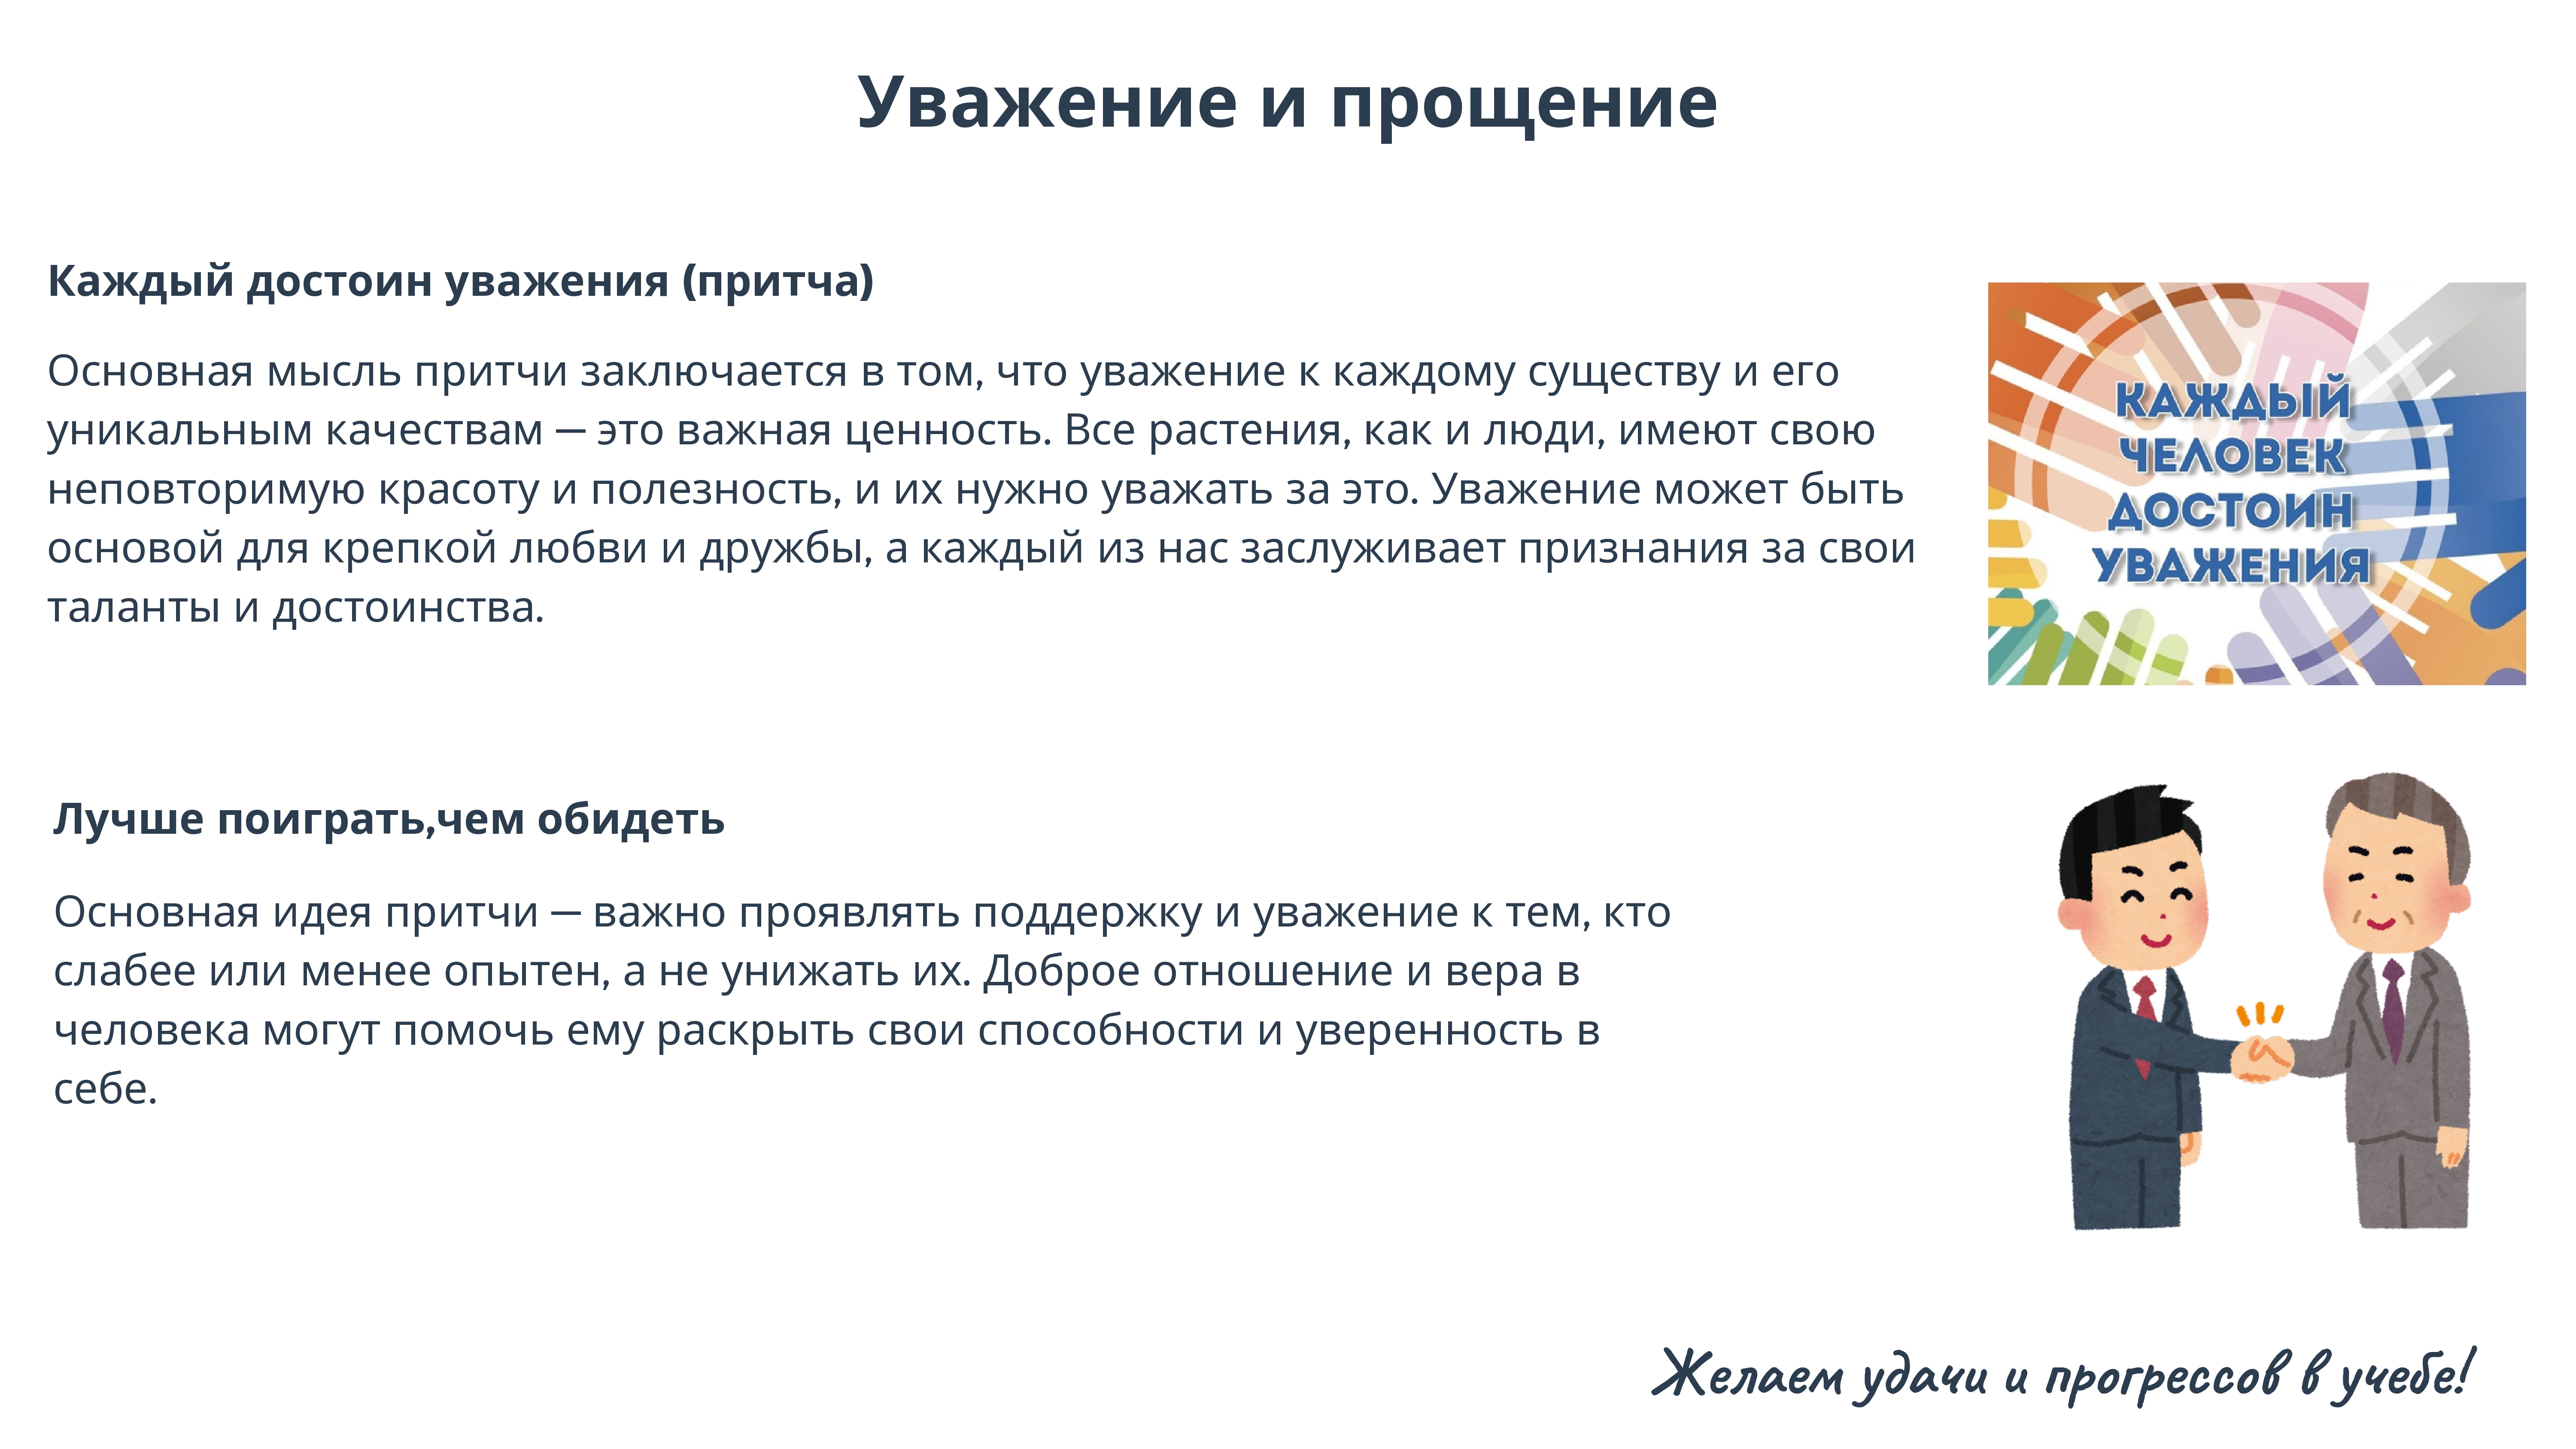 Уважение и прощение
Каждый достоин уважения (притча)
Основная мысль притчи заключается в том, что уважение к каждому существу и его
уникальным качествам — это важная ценность. Все растения, как и люди, имеют свою
неповторимую красоту и полезность, и их нужно уважать за это. Уважение может быть
основой для крепкой любви и дружбы, а каждый из нас заслуживает признания за свои
таланты и достоинства.
КАЖДЫЙ
ЧЕЛОВЕК
ДОСТОИН
УВАЖЕНИЯ
Лучше поиграть,чем обидеть
Основная идея притчи — важно проявлять поддержку и уважение к тем, кто
слабее или менее опытен, а не унижать их. Доброе отношение и вера в
человека могут помочь ему раскрыть свои способности и уверенность в
себе.
Желаем удачи и прогрессов в учебе!